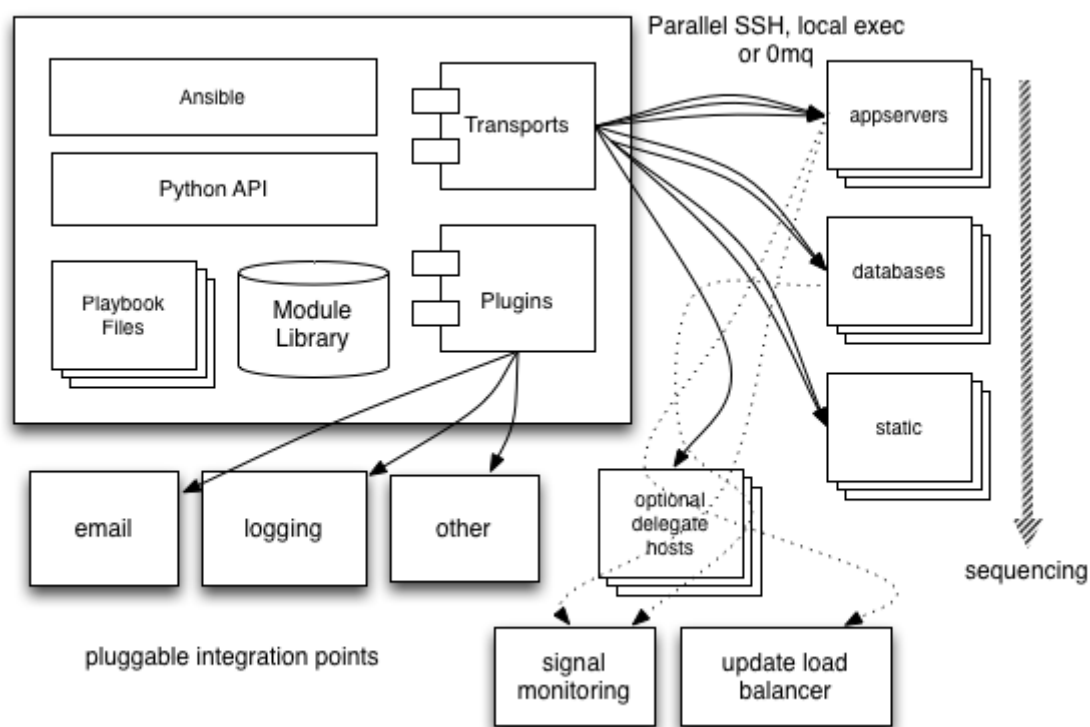 Parallel SSH, local exec
or 0mq
Ansible
Transports
appservers
Python API
Playbook
Files
Module
Library
Plugins
databases
static
email
logging
other
optional
delegate
hosts
sequencing
pluggable integration points
signal
monitoring
update load
balancer